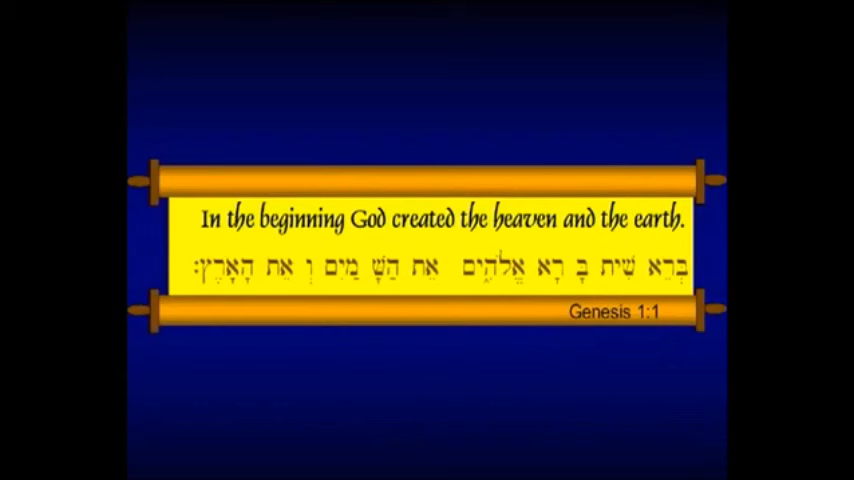 In the beginning God created the heaven and the earth.
בְּרֵא שִׁית בָּ רָא אֱלֹהִ֑ים אֵת הַשָּׁ מַיִם וְ אֵת הָאָרֶץ׃
Genesis 1:1